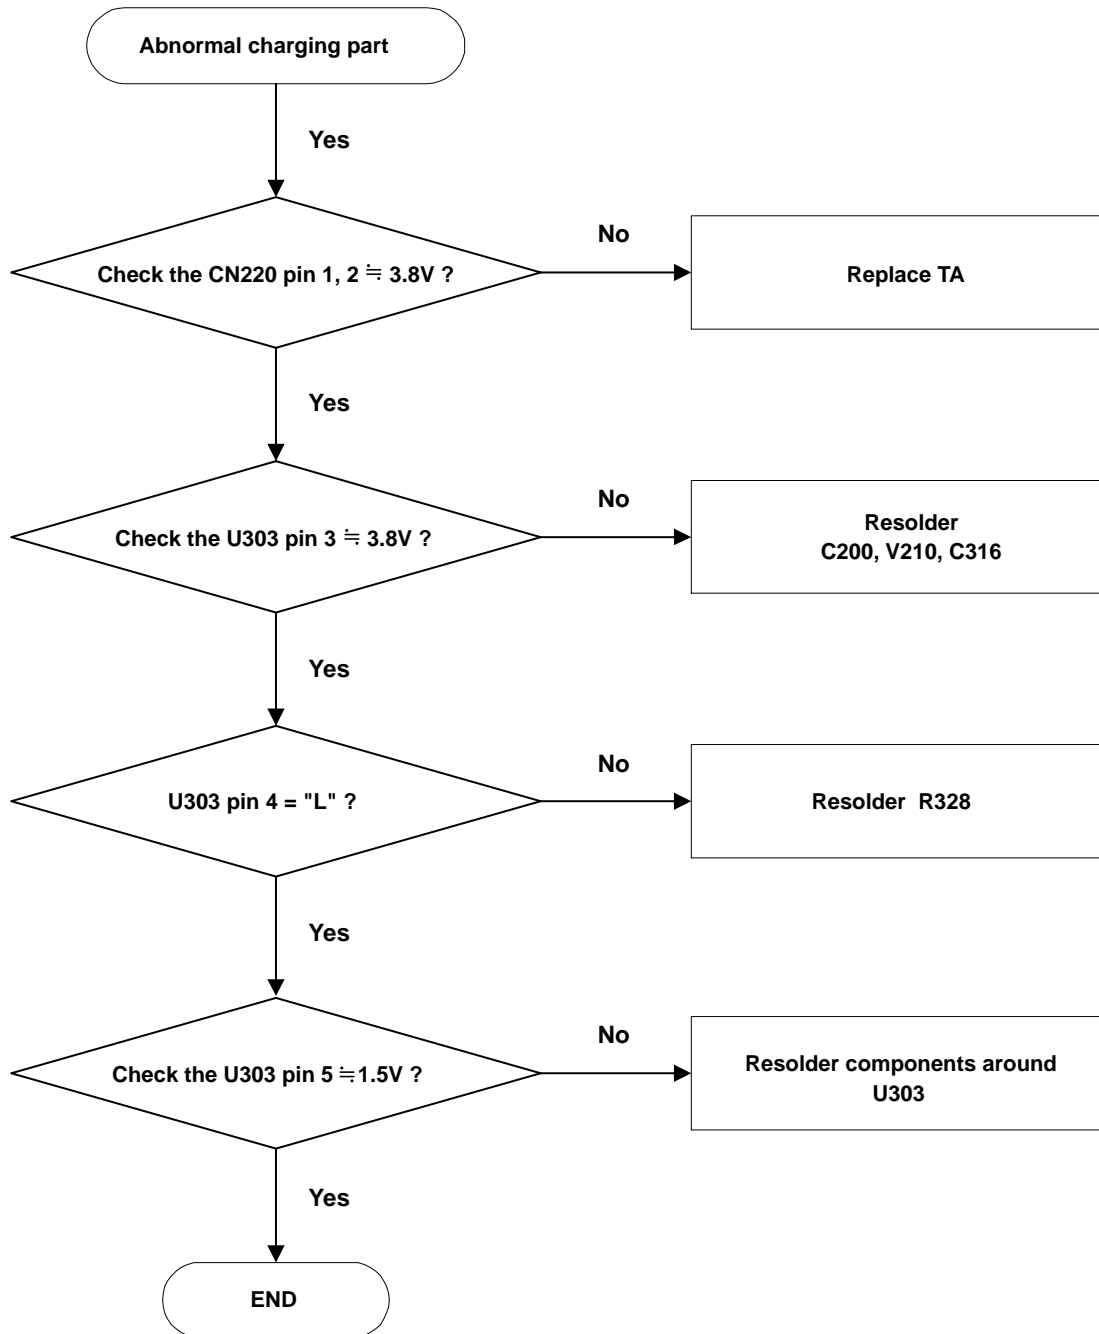 Abnormal charging part
Yes
No
Check the CN220 pin 1, 2 ≒ 3.8V ?
Replace TA
Yes
No
Check the U303 pin 3 ≒ 3.8V ?
Resolder
C200, V210, C316
Yes
No
U303 pin 4 = "L" ?
Resolder R328
Yes
No
Check the U303 pin 5 ≒1.5V ?
Resolder components around
U303
Yes
END